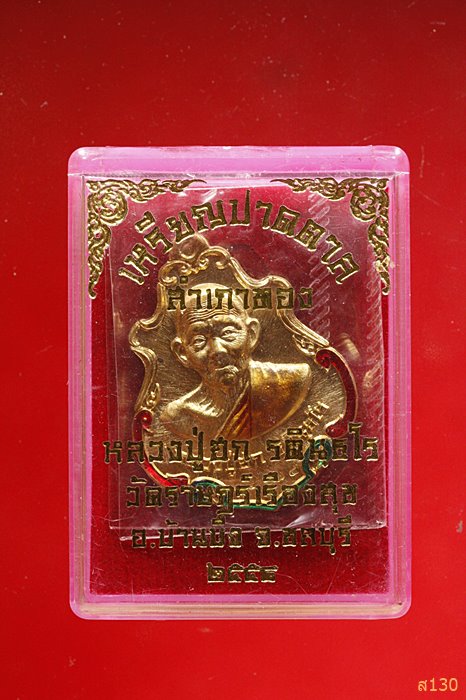 เหรียญปาดตาล
สำเภาทอง
หลวงปู่ฮก รตินฺธโร
วัดราษฎร์เรืองสุข
อ.บ้านบึง จ.ชลบุรี
๒๕๕๔
ส130